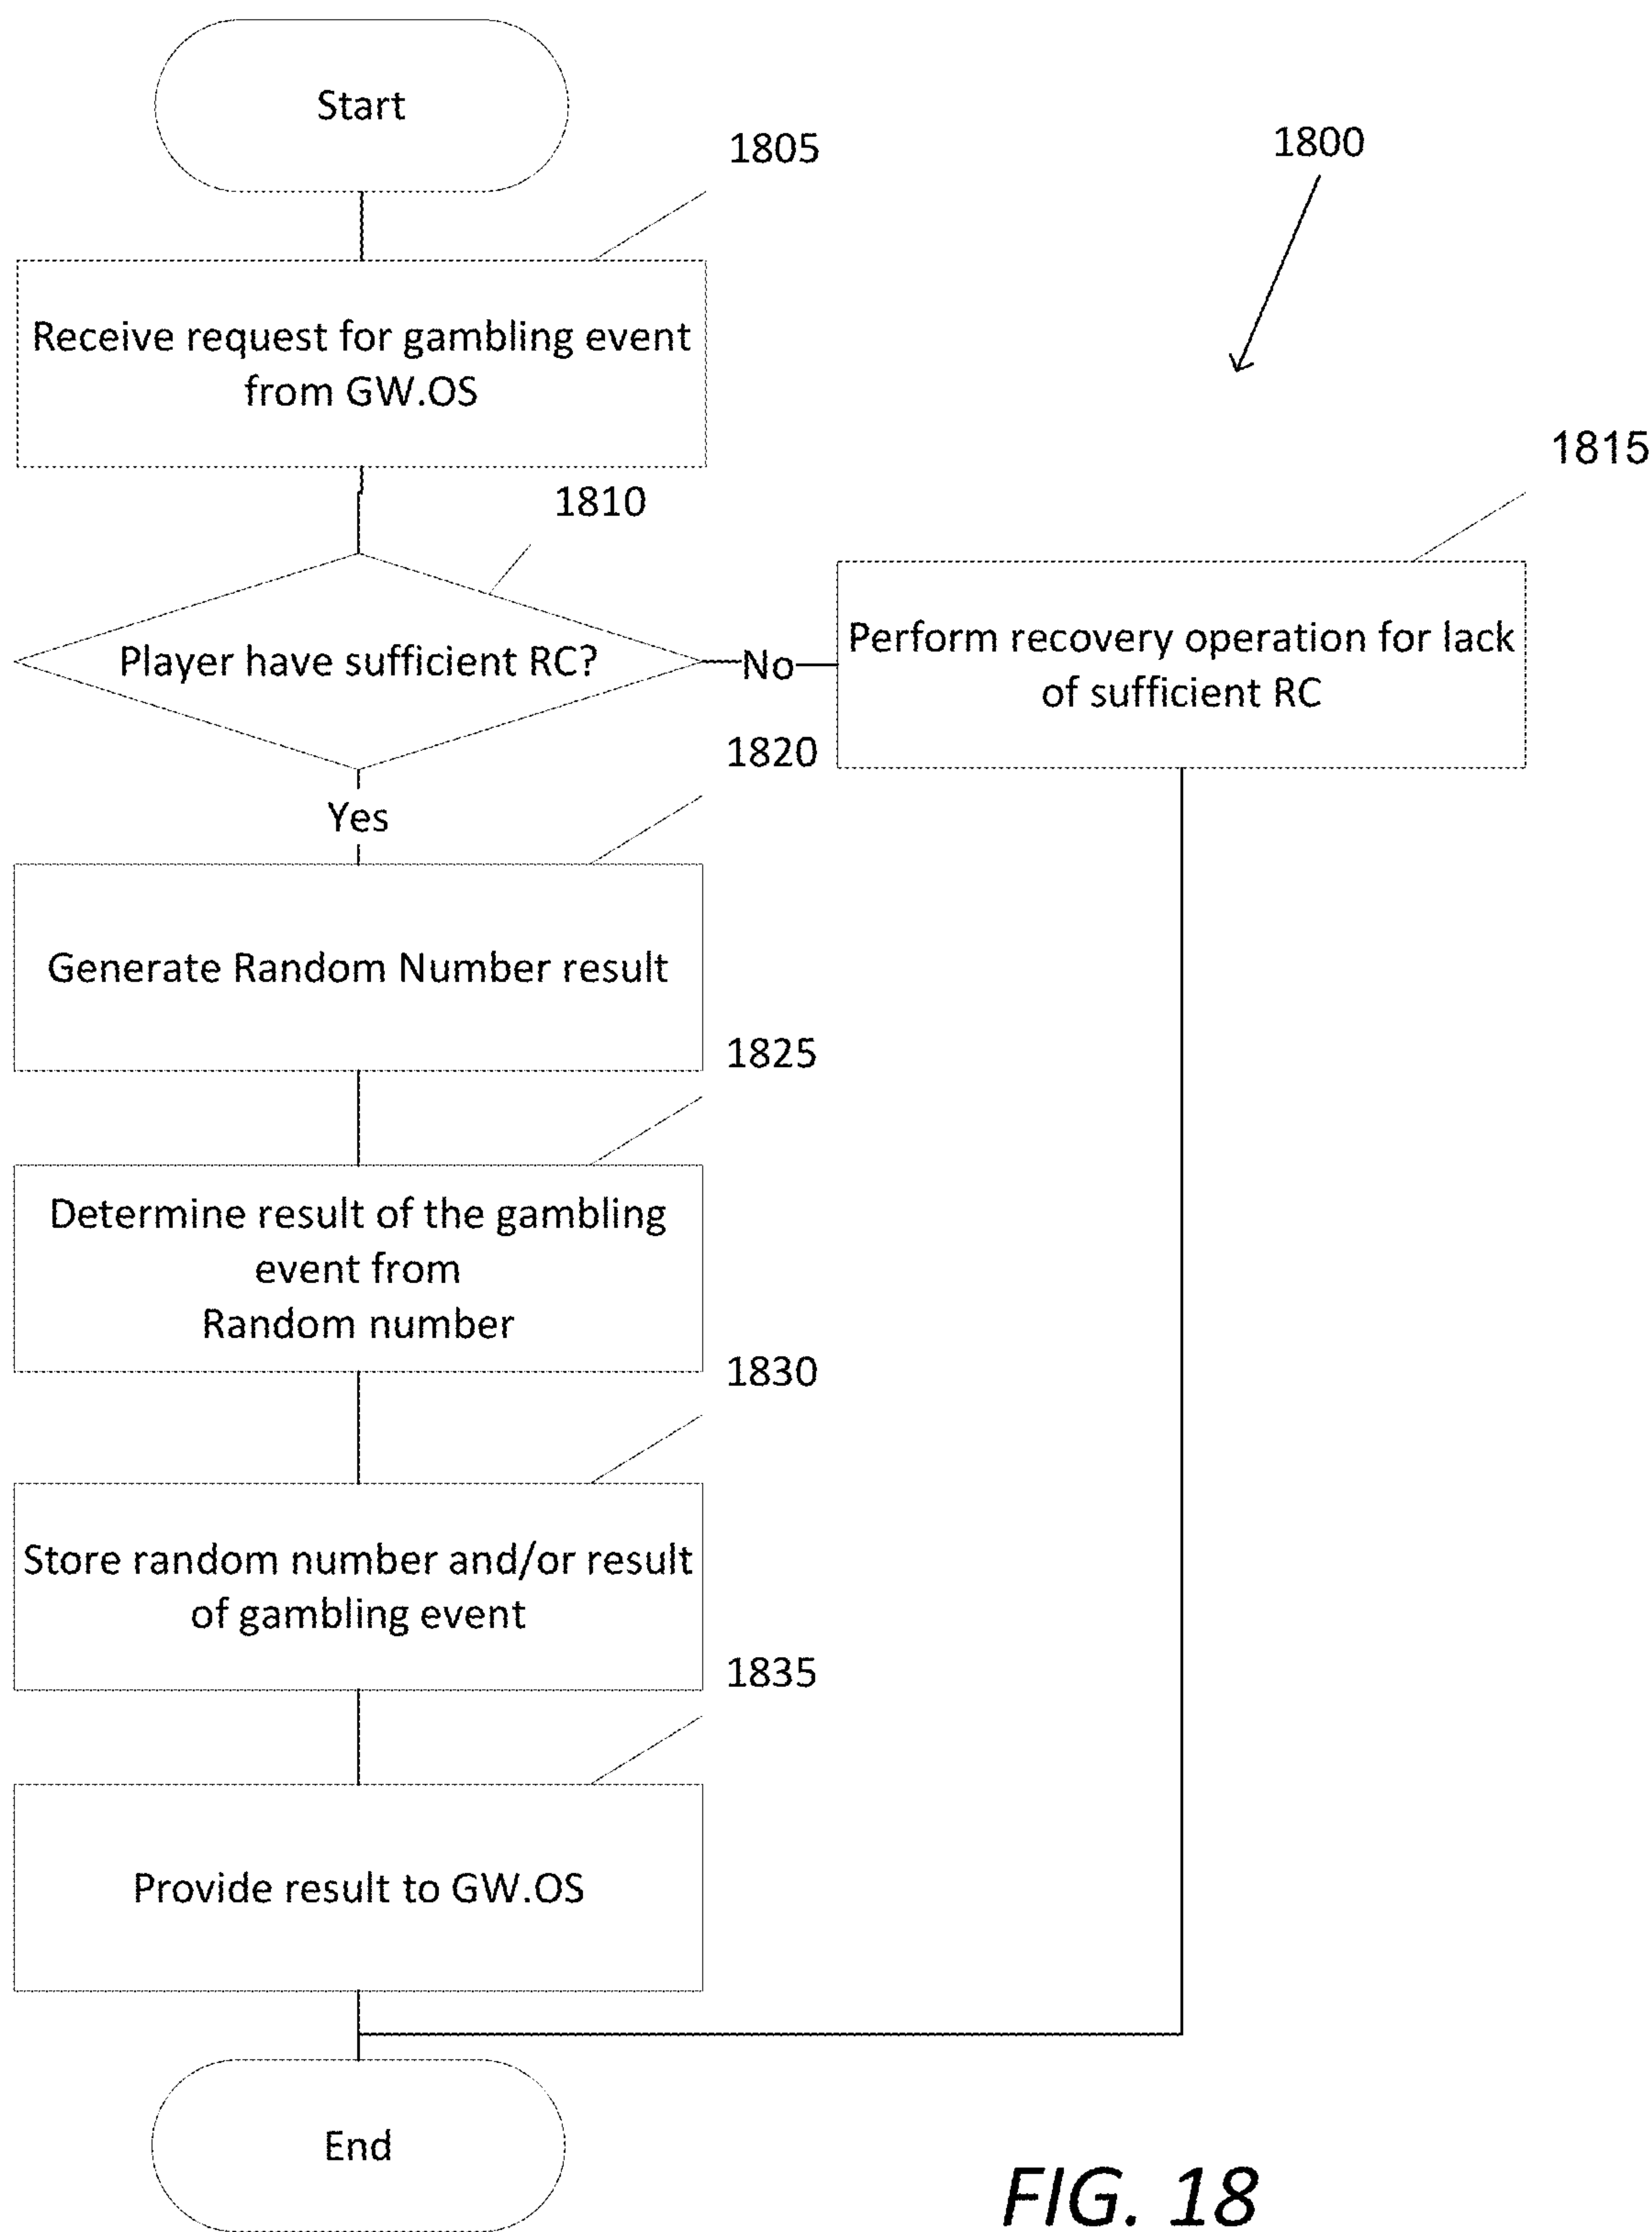 Start
1805
1800
Receive request for gambling event
from GW.OS
1815
1810
Player have sufficient RC?
No
Perform recovery operation for lack
of sufficient RC
1820
Yes
Generate Random Number result
1825
Determine result of the gambling
event from
Random number
1830
Store random number and/or result
of gambling event
1835
Provide result to GW.OS
End
FIG. 18